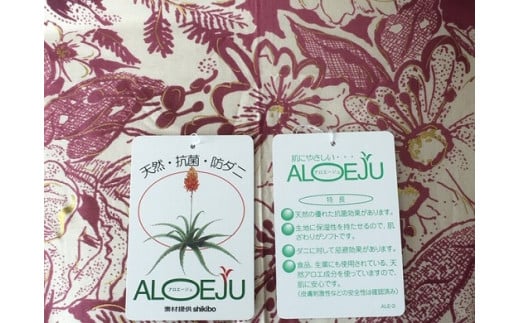 天然・抗菌・防ダニ
ALOEJU
アロエージュ
素材提供 shikibo
肌にやさしい・・・
ALOEJU
アロエージュ
特長
天然の優れた抗菌効果があります。
生地に保湿性を持たせるので、肌
ざわりがソフトです。
ダニに対して忌避効果があります。
食品、生薬にも使用されている、天
然アロエ成分を使っていますので、
肌に安心です。
(皮膚刺激性などの安全性は確認済み)
ALE-D